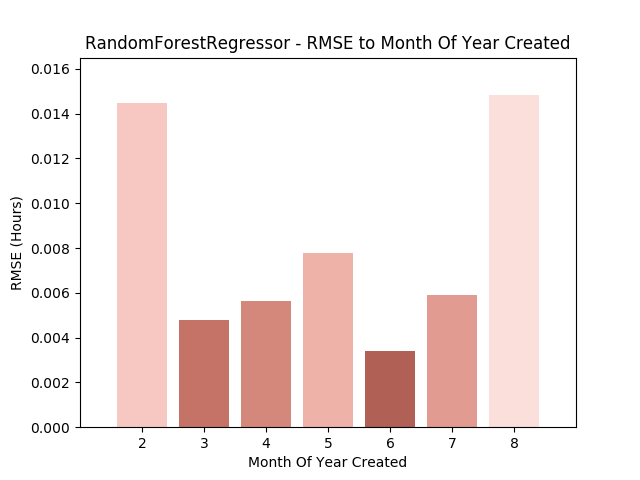 RandomForestRegressor - RMSE to Month Of Year Created
0.016
0.014
0.012
0.010
0.008
0.006
0.004
0.002
0.000
RMSE (Hours)
2 3 4 5 6 7 8
Month Of Year Created